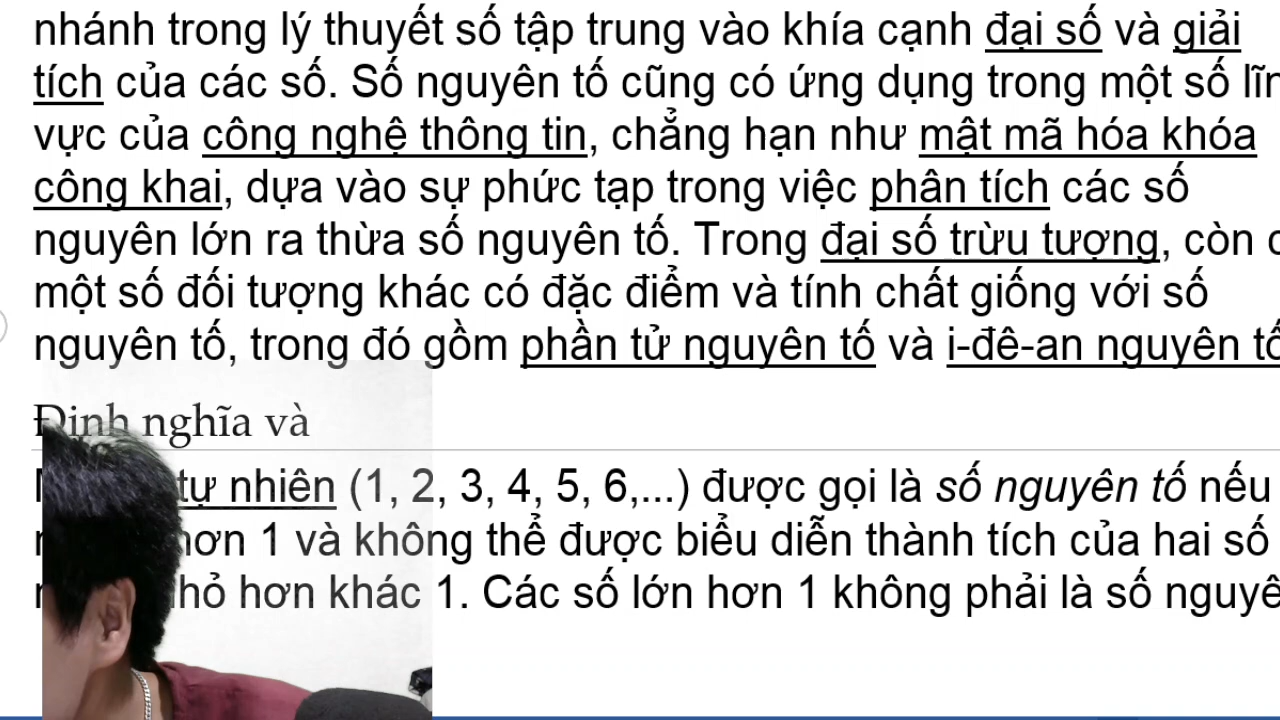 nhánh trong lý thuyết số tập trung vào khía cạnh đại số và giải
tích của các số. Số nguyên tố cũng có ứng dụng trong một số
vực của công nghệ thông tin, chẳng hạn như mật mã hóa khóa
công khai, dựa vào sự phức tạp trong việc phân tích các số
nguyên lớn ra thừa số nguyên tố. Trong đại số trừu tượng, còn
một số đối tượng khác có đặc điểm và tính chất giống với số
nguyên tố, trong đó gồm phần tử nguyên tố và i-đê-an nguyên tố
Định nghĩa và
tự nhiên (1, 2, 3, 4, 5, 6,...) được gọi là số nguyên tố nếu
hơn 1 và không thể được biểu diễn thành tích của hai số
hơn khác 1. Các số lớn hơn 1 không phải là số